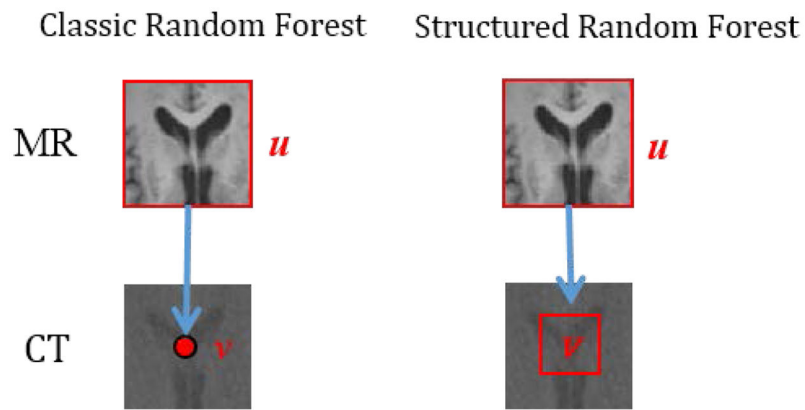 Classic Random Forest
Structured Random Forest
MR
u
u
CT
v
V